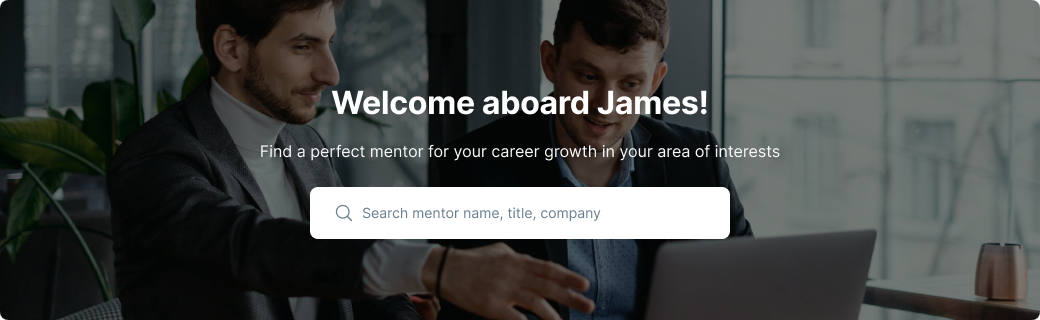 Welcome aboard James!
Find a perfect mentor for your career growth in your area of interests
Search mentor name, title, company